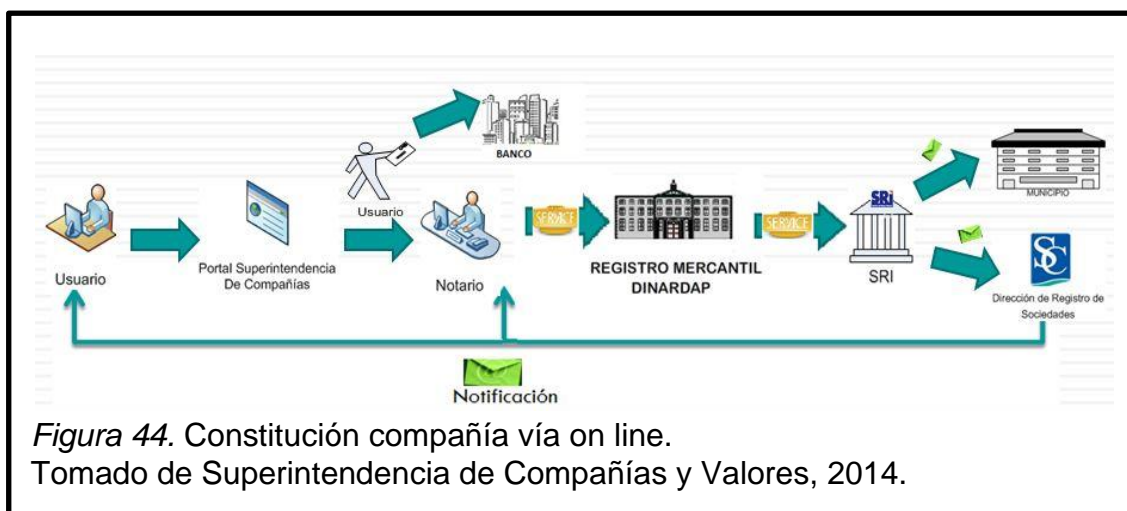 BANCO
Usuario
Usuario
Portal Superintendencia
De Compañías
Notario
SERVICE
REGISTRO MERCANTIL
DINARDAP
SERVICE
SRi
SRI
MUNICIPIO
SC
Dirección de Registro de
Sociedades
Notificación
Figura 44. Constitución compañía vía on line.
Tomado de Superintendencia de Compañías y Valores, 2014.